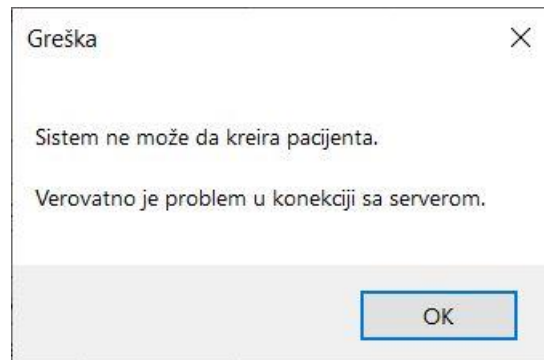 Greška
Sistem ne može da kreira pacijenta.
Verovatno je problem u konekciji sa serverom.
OK